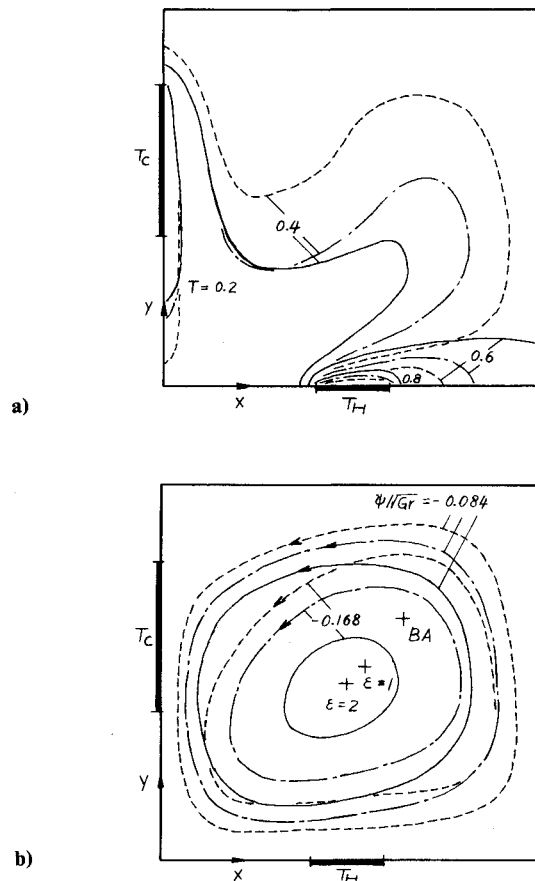 T_C
0.4
T = 0.2
y
0.6
0.8
x
T_H
a)
ψ/√Gr = - 0.084
-0.168
T_C
BA
ε=1
ε=2
y
x
T_H
b)